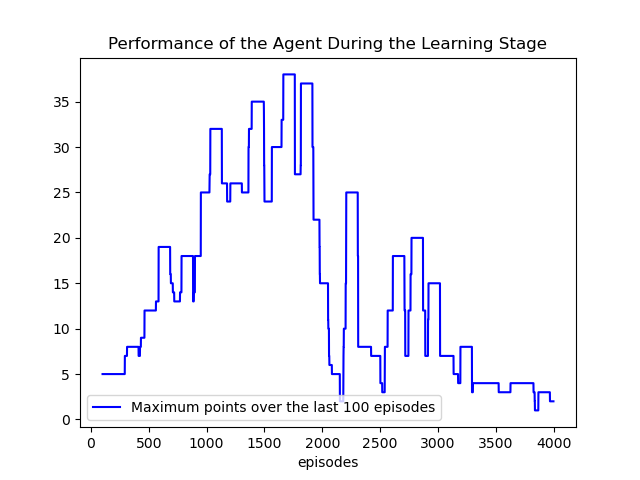 Performance of the Agent During the Learning Stage
35
30
25
20
15
10
5
0
Maximum points over the last 100 episodes
0 500 1000 1500 2000 2500 3000 3500 4000
episodes